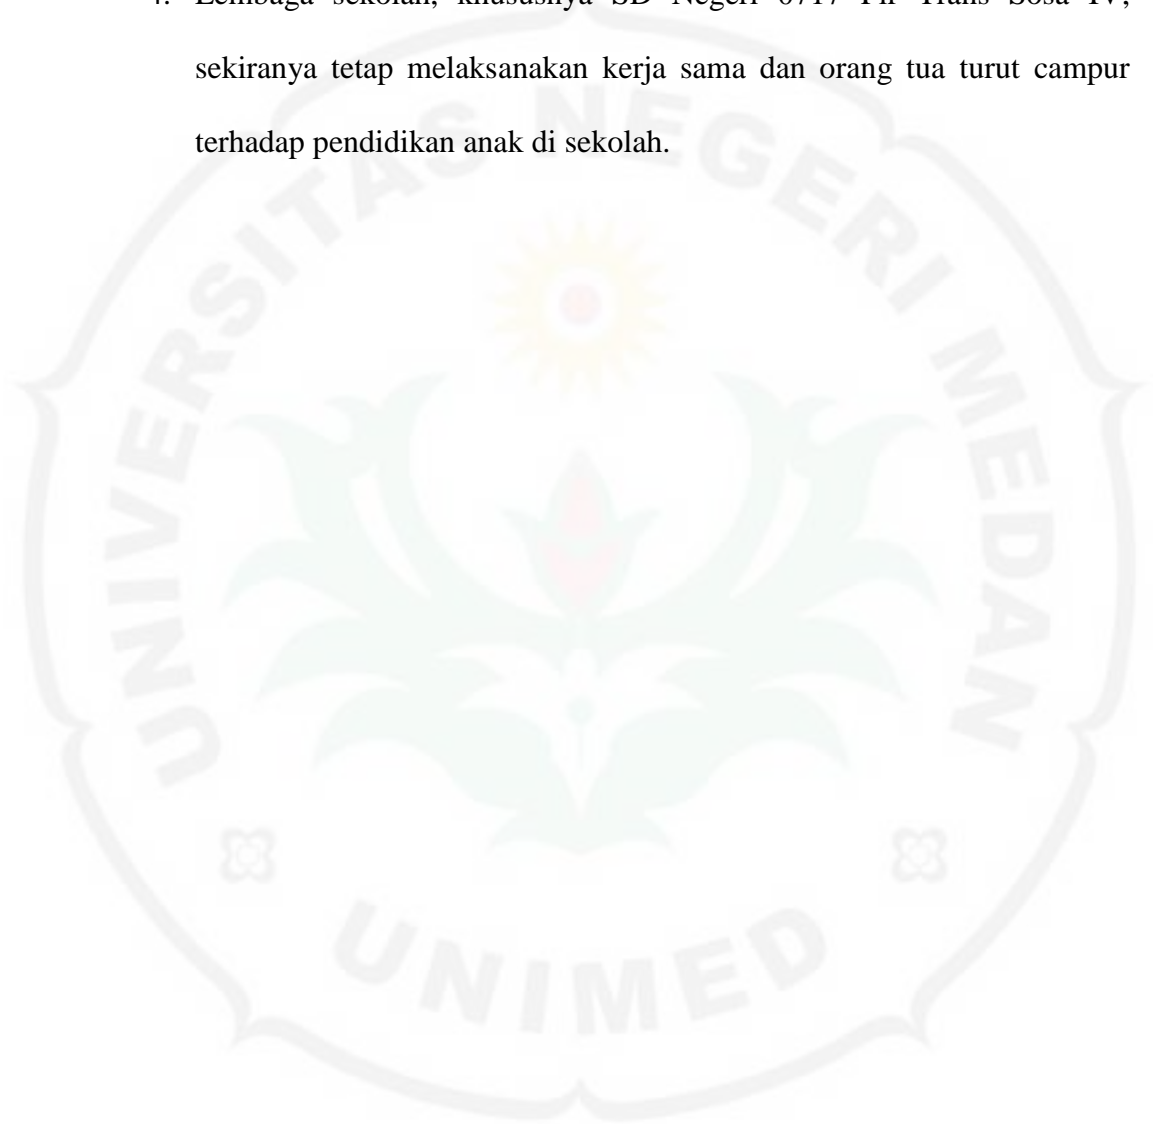 4. Lembaga sekolah, khususnya SD Negeri 0717 Pir Trans Sosa IV,
sekiranya tetap melaksanakan kerja sama dan orang tua turut campur
terhadap pendidikan anak di sekolah.
UNIVERSITAS NEGERI MEDAN
UNIMED